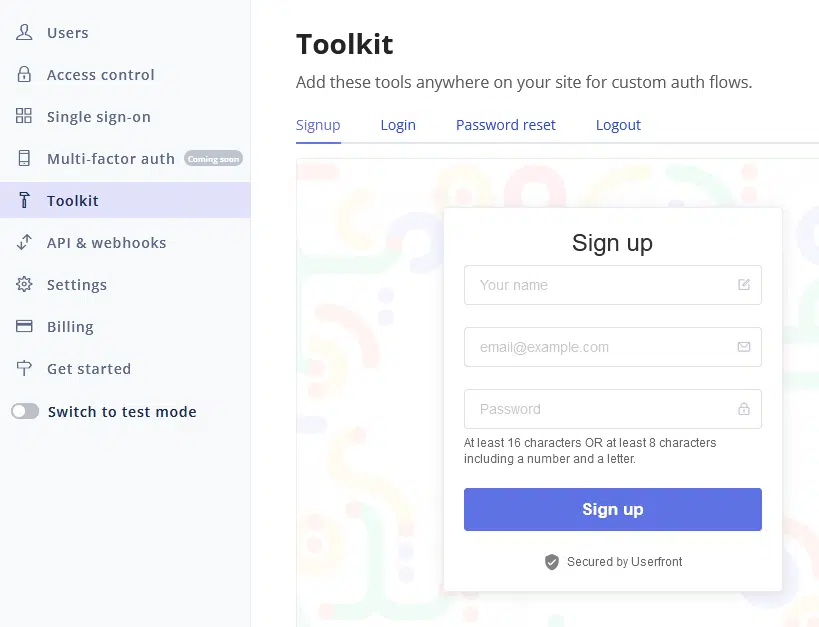 Users
Access control
Single sign-on
Multi-factor auth Coming soon
Toolkit
API & webhooks
Settings
Billing
Get started
Switch to test mode
Toolkit
Add these tools anywhere on your site for custom auth flows.
Signup Login Password reset Logout
Sign up
Your name
email@example.com
Password
At least 16 characters OR at least 8 characters
including a number and a letter.
Sign up
Secured by Userfront